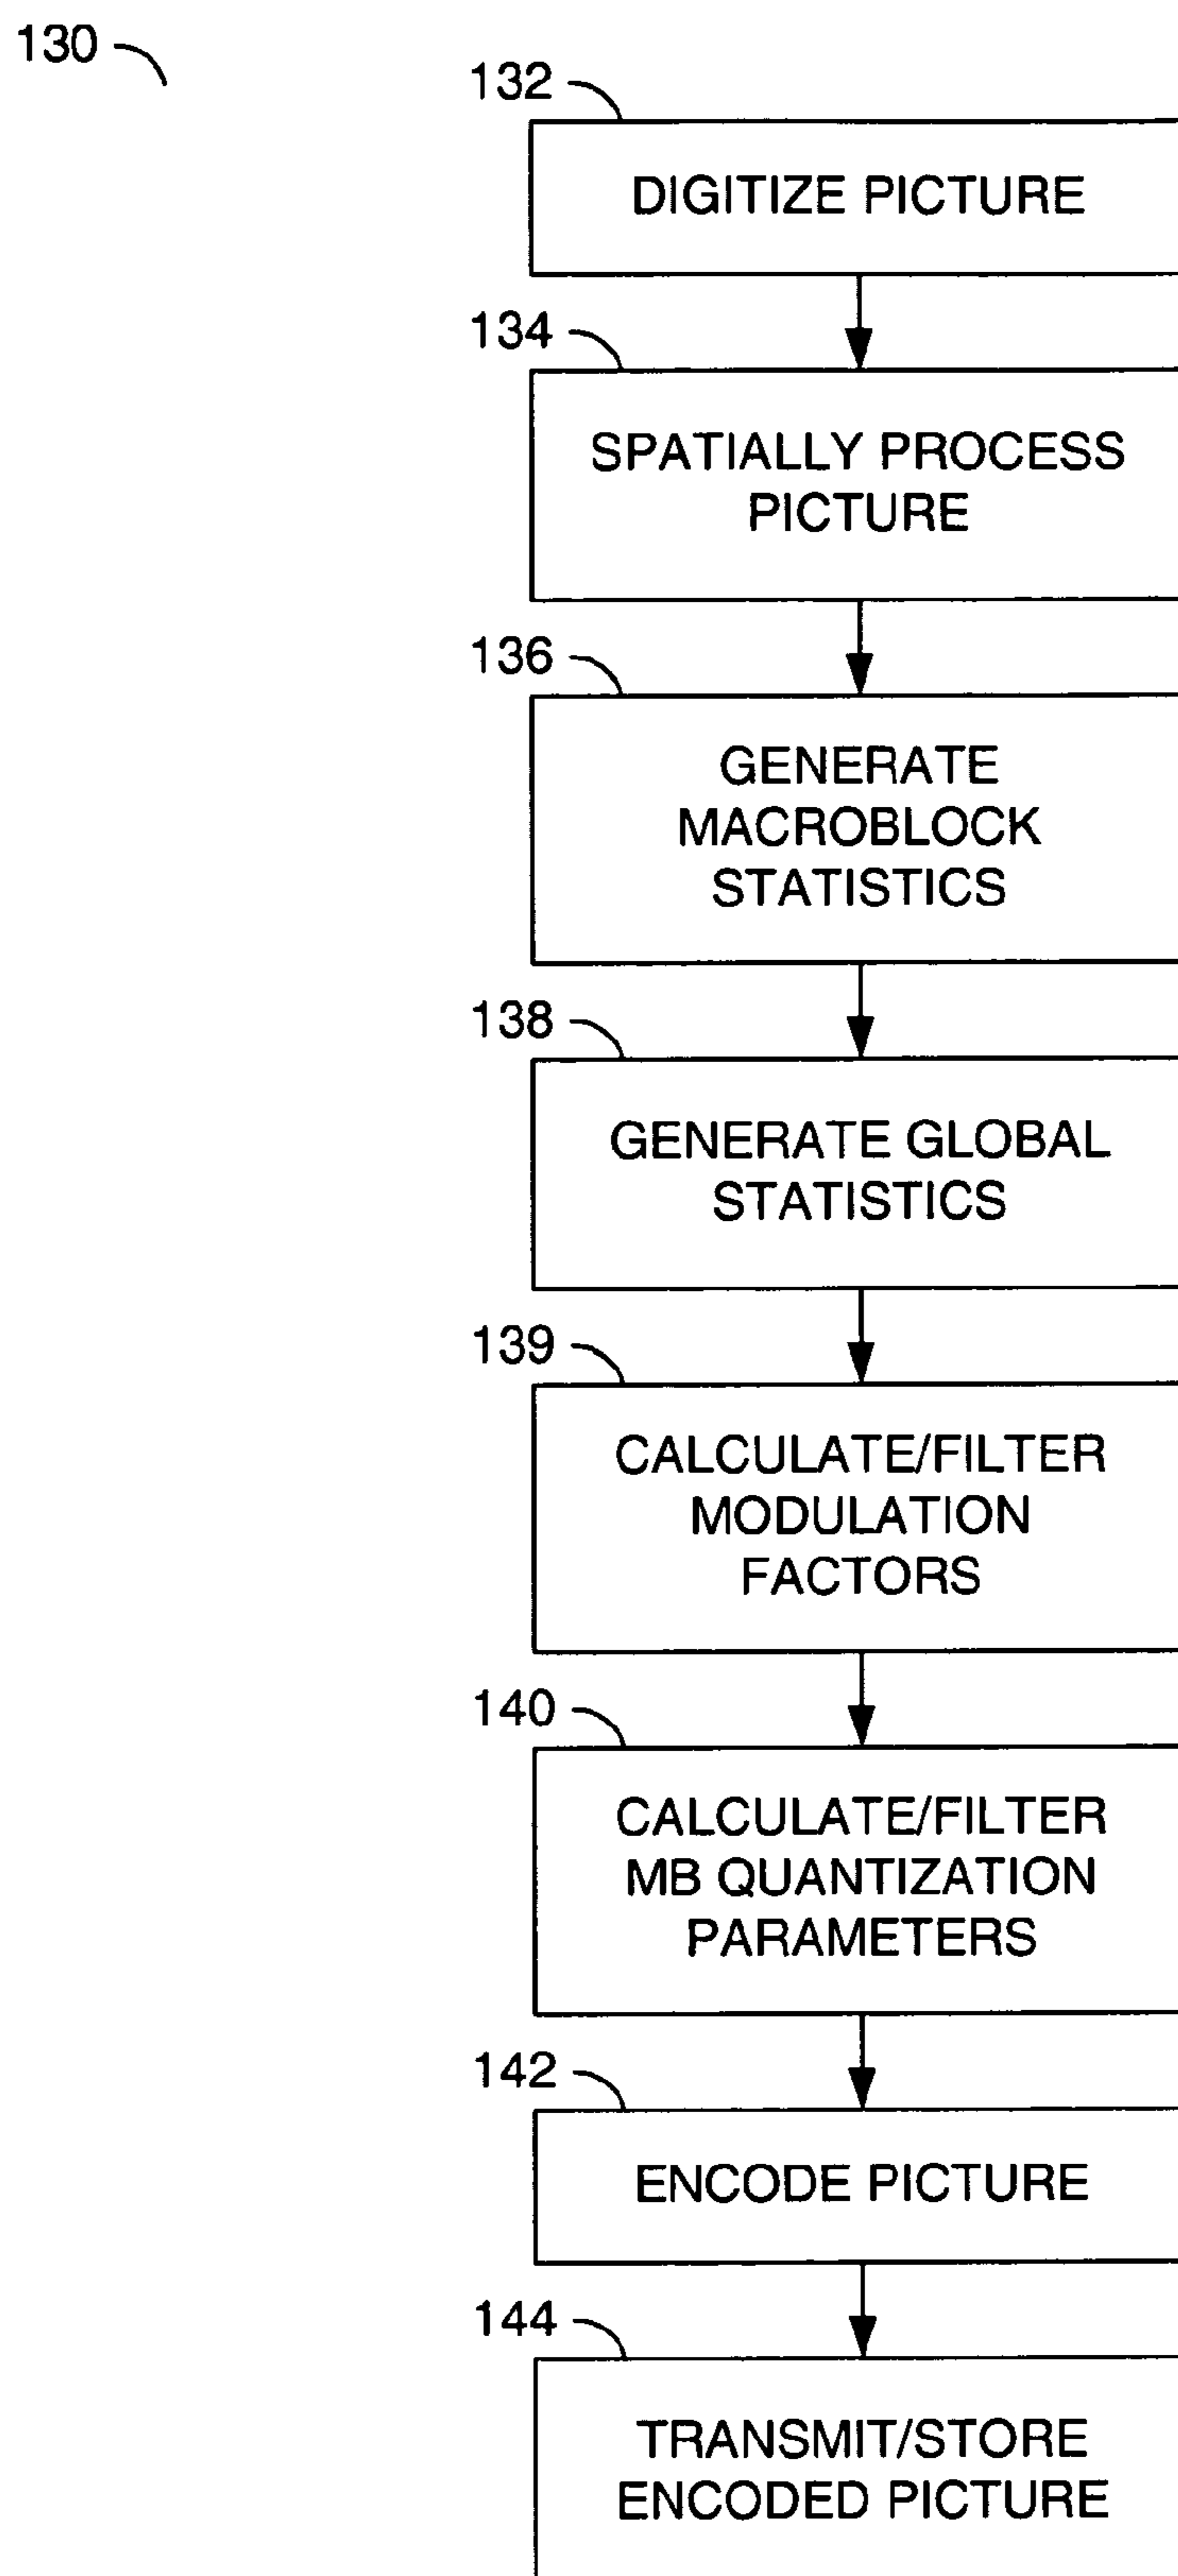 130
132
DIGITIZE PICTURE
134
SPATIALLY PROCESS
PICTURE
136
GENERATE
MACROBLOCK
STATISTICS
138
GENERATE GLOBAL
STATISTICS
139
CALCULATE/FILTER
MODULATION
FACTORS
140
CALCULATE/FILTER
MB QUANTIZATION
PARAMETERS
142
ENCODE PICTURE
144
TRANSMIT/STORE
ENCODED PICTURE